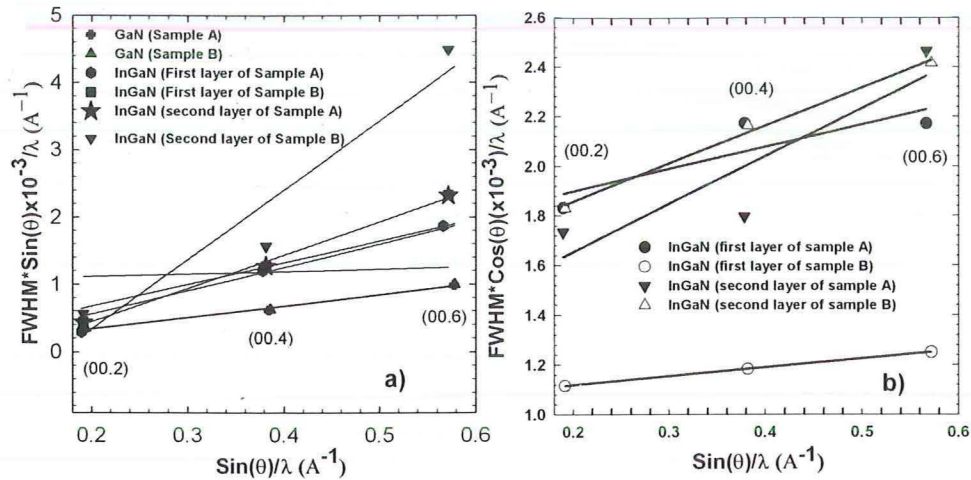 5
4
3
2
1
0
FWHM*Sin(θ)x10⁻³/λ (A⁻¹)
GaN (Sample A)
GaN (Sample B)
InGaN (First layer of Sample A)
InGaN (First layer of Sample B)
InGaN (second layer of Sample A)
InGaN (Second layer of Sample B)
(00.2)
(00.4)
(00.6)
a)
0.2 0.3 0.4 0.5 0.6
Sin(θ)/λ (A⁻¹)
2.6
2.4
2.2
2.0
1.8
1.6
1.4
1.2
1.0
FWHM*Cos(θ)(x10⁻³)/λ (A⁻¹)
(00.4)
(00.2)
(00.6)
InGaN (first layer of sample A)
InGaN (first layer of sample B)
InGaN (second layer of sample A)
InGaN (second layer of sample B)
b)
0.2 0.3 0.4 0.5 0.6
Sin(θ)/λ (A⁻¹)